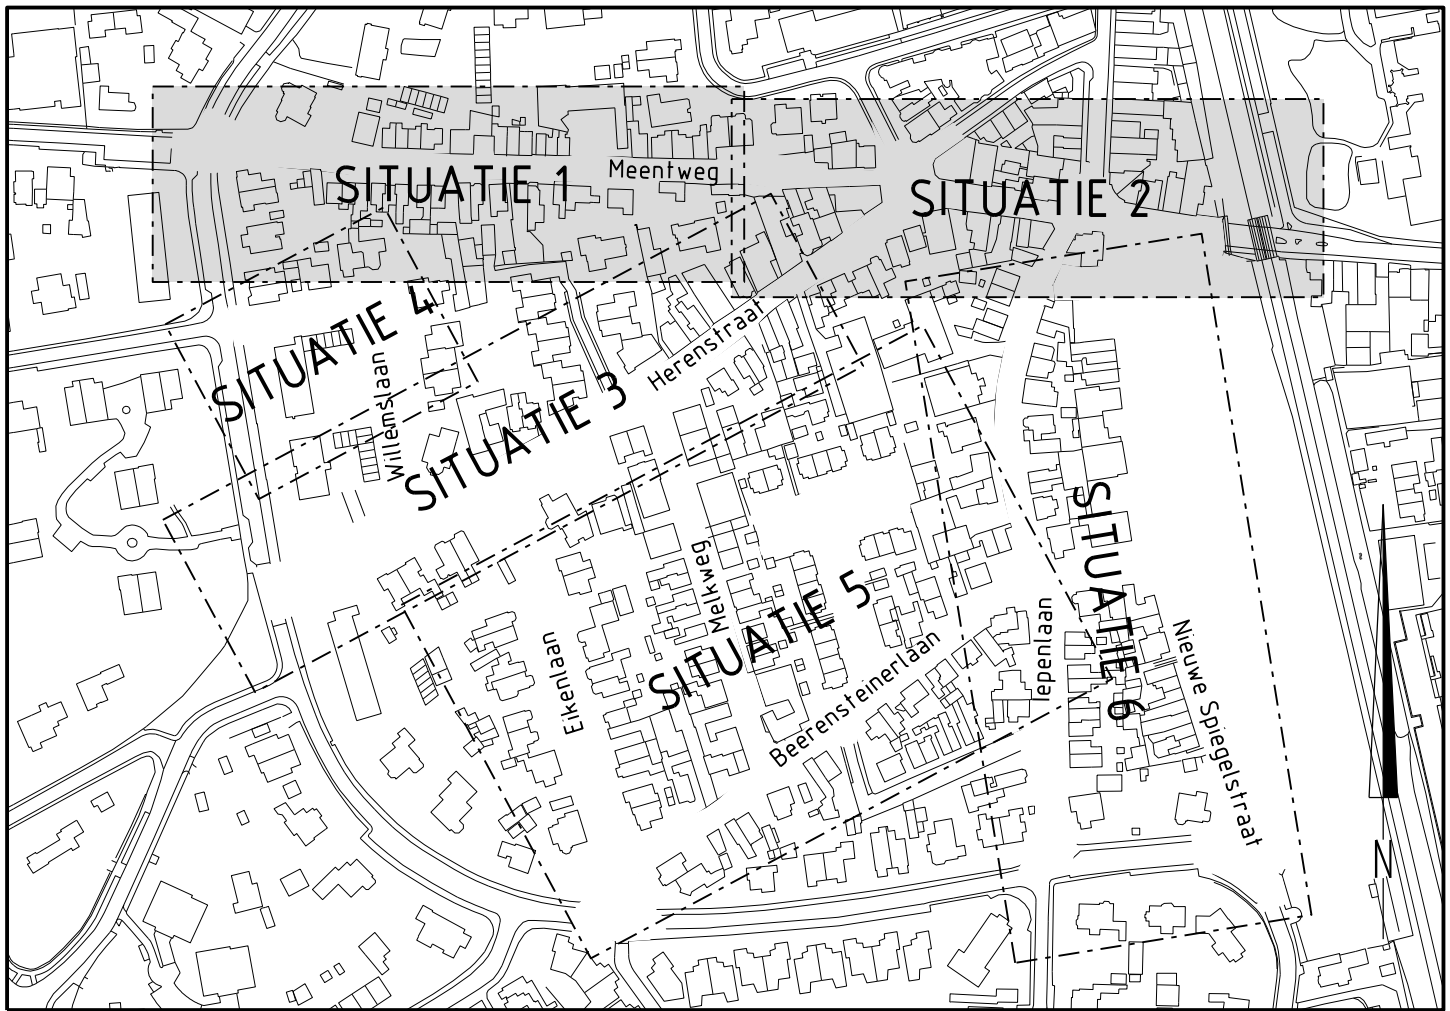 Meentweg
SITUATIE 1
SITUATIE 2
SITUATIE 4
Herenstraat
SITUATIE 3
Willemslaan
Melkweg
SITUATIE 5
SITUATIE 6
Eikenlaan
Iepenlaan
Beerensteinerlaan
Nieuwe Spiegelstraat
N